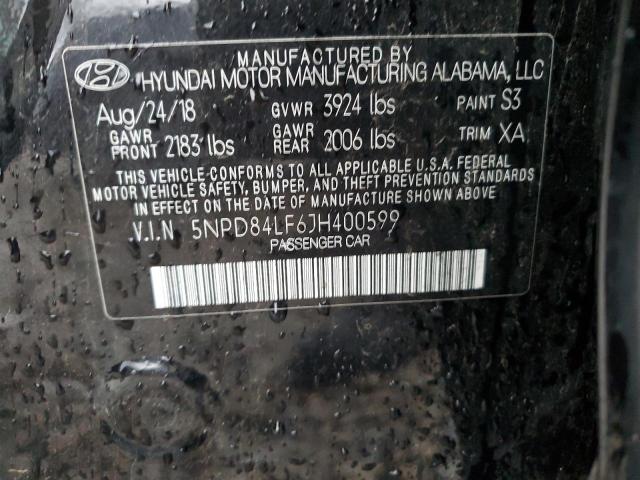 MANUFACTURED BY
HYUNDAI MOTOR MANUFACTURING ALABAMA, LLC
Aug/24/18 GVWR 3924 lbs PAINT S3
GAWR FRONT 2183 lbs GAWR REAR 2006 lbs TRIM XA
THIS VEHICLE CONFORMS TO ALL APPLICABLE U.S.A. FEDERAL
MOTOR VEHICLE SAFETY, BUMPER, AND THEFT PREVENTION STANDARDS
IN EFFECT ON THE DATE OF MANUFACTURE SHOWN ABOVE.
V.I.N 5NPD84LF6JH400599
PASSENGER CAR